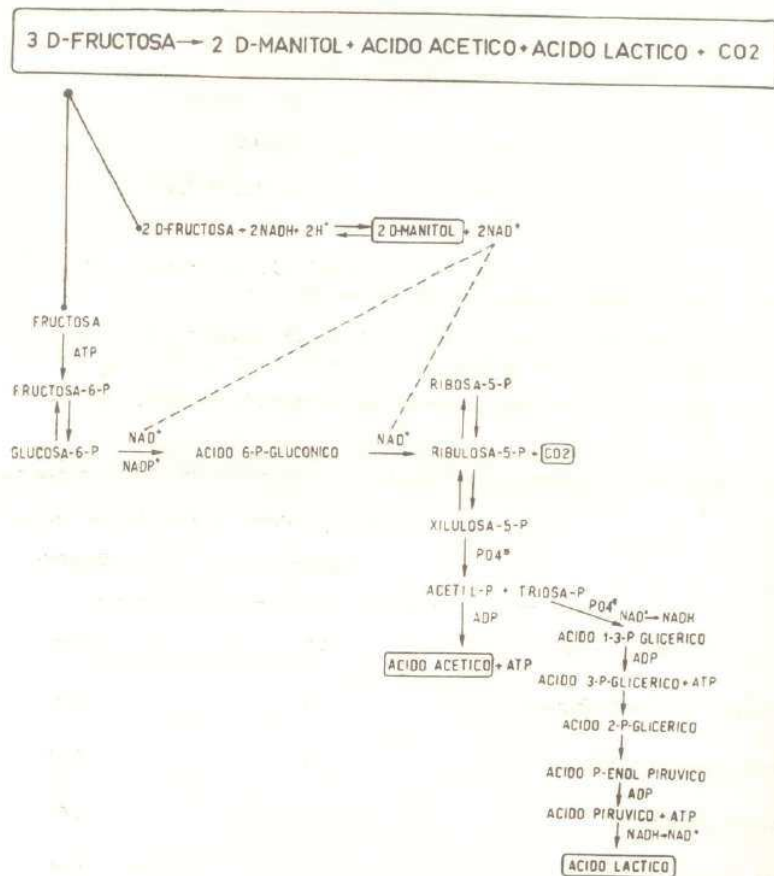 3 D-FRUCTOSA → 2 D-MANITOL + ACIDO ACETICO + ACIDO LACTICO + CO2
2 D-FRUCTOSA + 2NADH + 2H⁺ ⇌ 2 D-MANITOL + 2NAD⁺
FRUCTOSA
ATP
FRUCTOSA-6-P
RIBOSA-5-P
GLUCOSA-6-P NAD⁺ NADP⁺ ACIDO 6-P-GLUCONICO NAD⁺ RIBULOSA-5-P + CO2
XILULOSA-5-P
PO4≡
ACETIL-P + TRIOSA-P
PO4≡
NAD⁺→NADH
ADP
ACIDO 1-3-P GLICERICO
ADP
ACIDO ACETICO + ATP
ACIDO 3-P-GLICERICO + ATP
ACIDO 2-P-GLICERICO
ACIDO P-ENOL PIRUVICO
ADP
ACIDO PIRUVICO + ATP
NADH→NAD⁺
ACIDO LACTICO